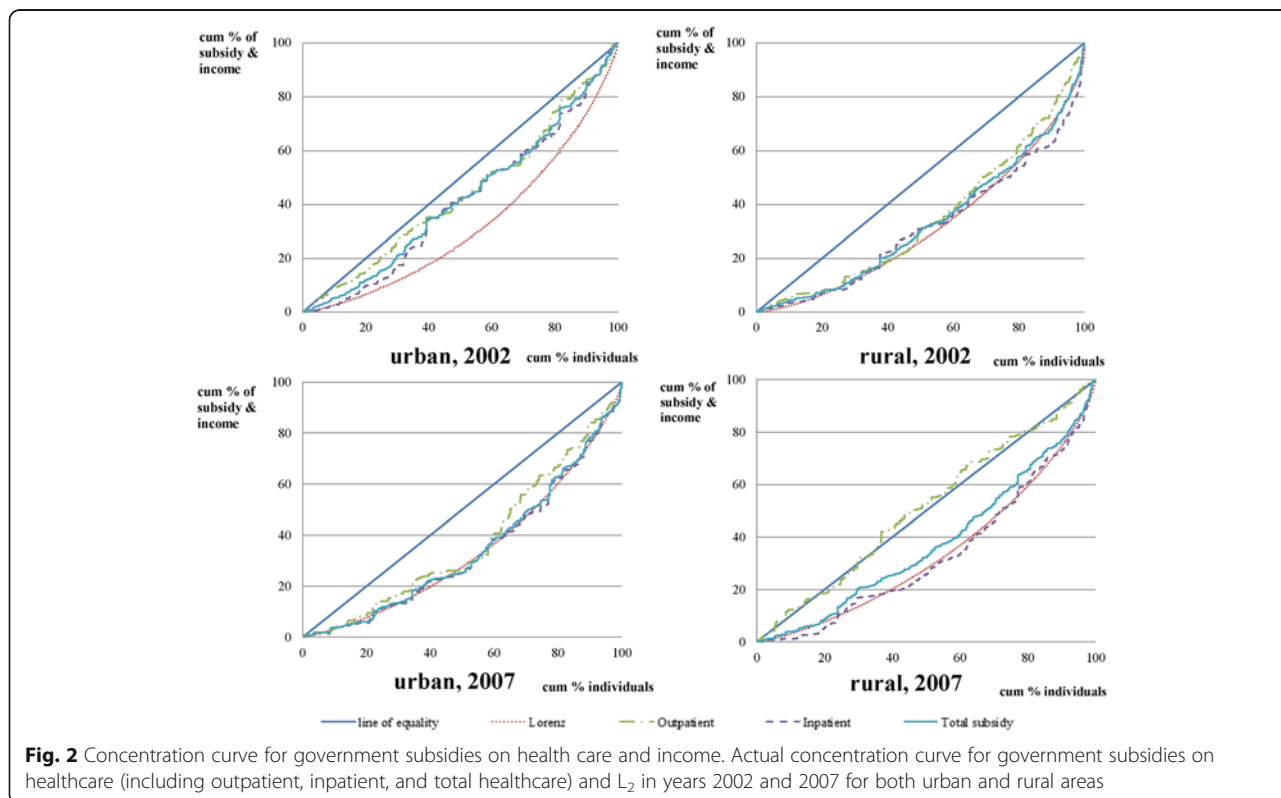 cum % of
subsidy &
income
100
80
60
40
20
0
0 20 40 60 80 100
urban, 2002 cum % individuals
cum % of
subsidy &
income
100
80
60
40
20
0
0 20 40 60 80 100
rural, 2002 cum % individuals
cum % of
subsidy &
income
100
80
60
40
20
0
0 20 40 60 80 100
urban, 2007 cum % individuals
cum % of
subsidy &
income
100
80
60
40
20
0
0 20 40 60 80 100
rural, 2007 cum % individuals
line of equality Lorenz Outpatient Inpatient Total subsidy
Fig. 2 Concentration curve for government subsidies on health care and income. Actual concentration curve for government subsidies on
healthcare (including outpatient, inpatient, and total healthcare) and L₂ in years 2002 and 2007 for both urban and rural areas